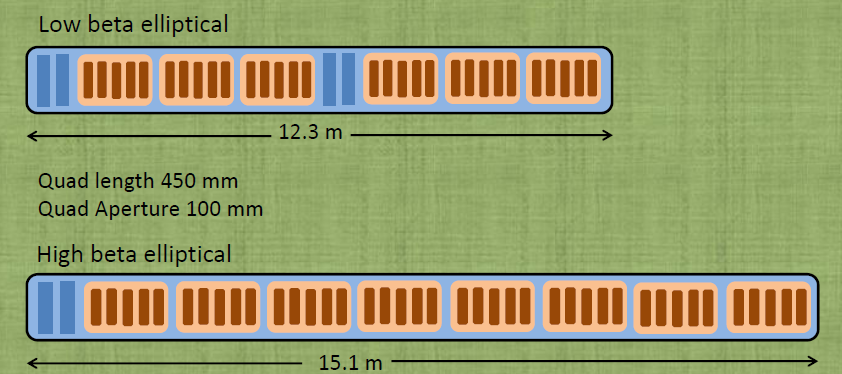 Low beta elliptical
12.3 m
Quad length 450 mm
Quad Aperture 100 mm
High beta elliptical
15.1 m